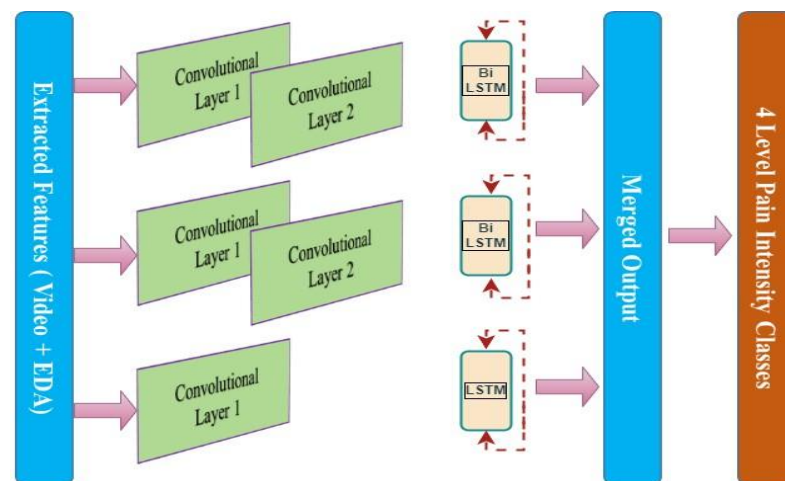 Extracted Features ( Video + EDA)
Convolutional
Layer 1
Convolutional
Layer 2
Bi
LSTM
Convolutional
Layer 1
Convolutional
Layer 2
Bi
LSTM
Convolutional
Layer 1
LSTM
Merged Output
4 Level Pain Intensity Classes